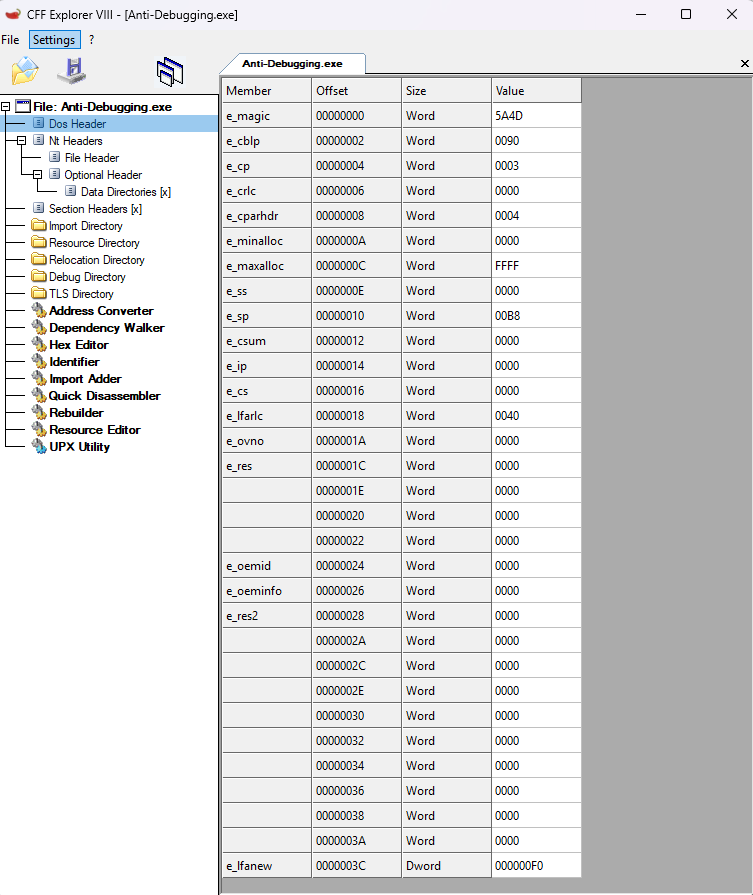 CFF Explorer VIII - [Anti-Debugging.exe]
File Settings ?
Anti-Debugging.exe
File: Anti-Debugging.exe
Dos Header
Nt Headers
File Header
Optional Header
Data Directories [x]
Section Headers [x]
Import Directory
Resource Directory
Relocation Directory
Debug Directory
TLS Directory
Address Converter
Dependency Walker
Hex Editor
Identifier
Import Adder
Quick Disassembler
Rebuilder
Resource Editor
UPX Utility
Member Offset Size Value
e_magic 00000000 Word 5A4D
e_cblp 00000002 Word 0090
e_cp 00000004 Word 0003
e_crlc 00000006 Word 0000
e_cparhdr 00000008 Word 0004
e_minalloc 0000000A Word 0000
e_maxalloc 0000000C Word FFFF
e_ss 0000000E Word 0000
e_sp 00000010 Word 00B8
e_csum 00000012 Word 0000
e_ip 00000014 Word 0000
e_cs 00000016 Word 0000
e_lfarlc 00000018 Word 0040
e_ovno 0000001A Word 0000
e_res 0000001C Word 0000
0000001E Word 0000
00000020 Word 0000
00000022 Word 0000
e_oemid 00000024 Word 0000
e_oeminfo 00000026 Word 0000
e_res2 00000028 Word 0000
0000002A Word 0000
0000002C Word 0000
0000002E Word 0000
00000030 Word 0000
00000032 Word 0000
00000034 Word 0000
00000036 Word 0000
00000038 Word 0000
0000003A Word 0000
e_lfanew 0000003C Dword 000000F0